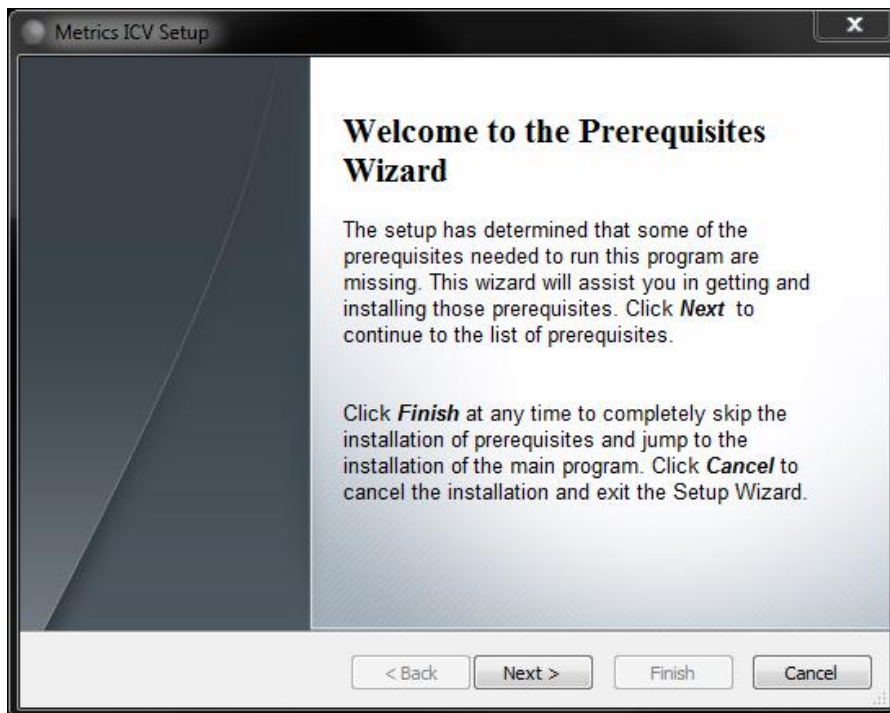 Metrics ICV Setup
Welcome to the Prerequisites
Wizard
The setup has determined that some of the
prerequisites needed to run this program are
missing. This wizard will assist you in getting and
installing those prerequisites. Click Next to
continue to the list of prerequisites.
Click Finish at any time to completely skip the
installation of prerequisites and jump to the
installation of the main program. Click Cancel to
cancel the installation and exit the Setup Wizard.
< Back Next > Finish Cancel